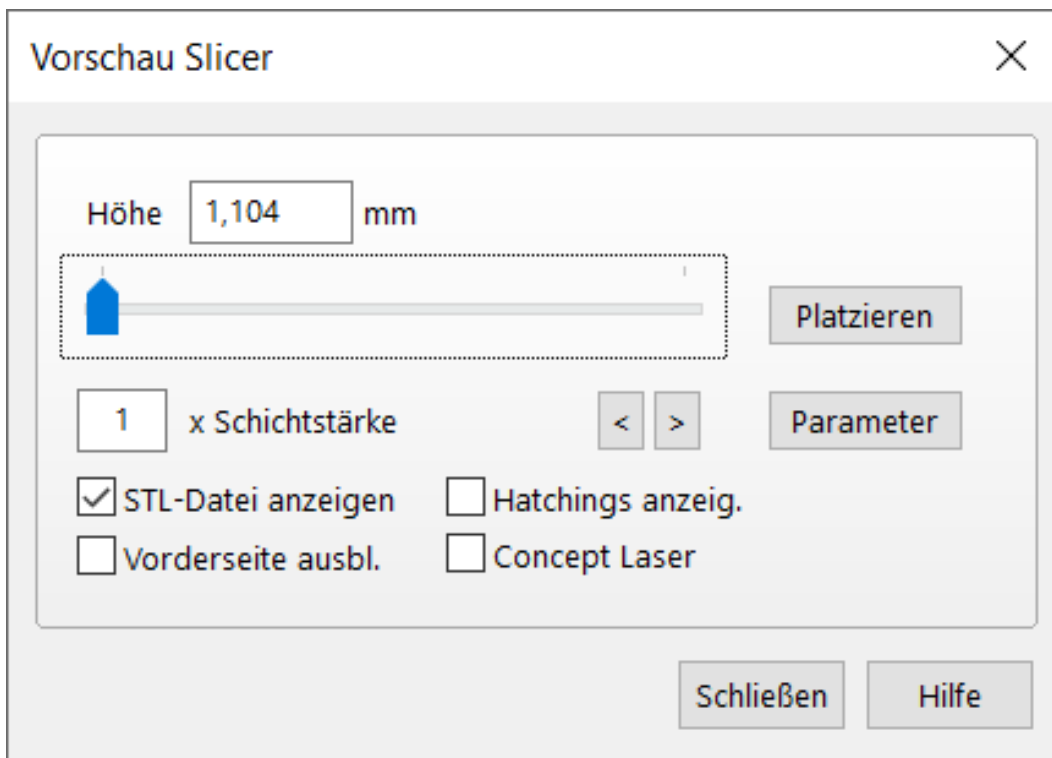 Vorschau Slicer
Höhe 1,104 mm
Platzieren
1 x Schichtstärke < > Parameter
STL-Datei anzeigen Hatchings anzeig.
Vorderseite ausbl. Concept Laser
Schließen Hilfe